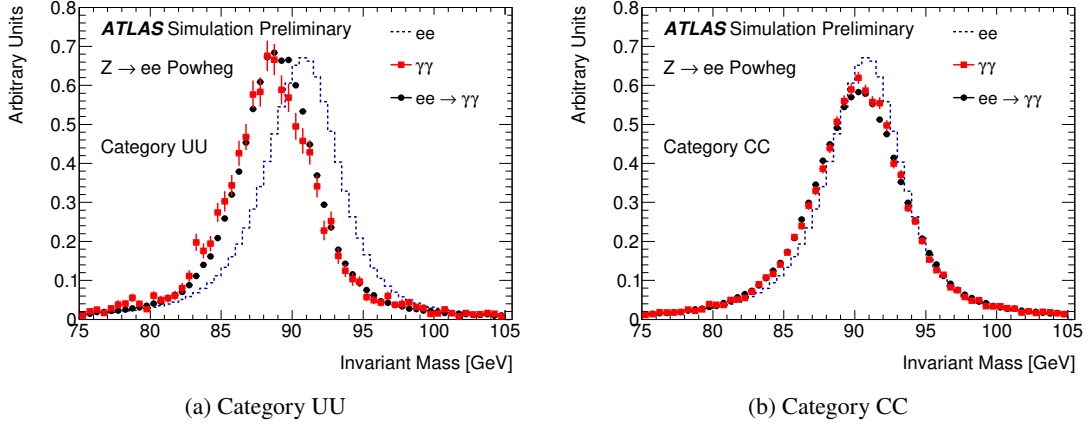 Arbitrary Units
0.8
0.7
0.6
0.5
0.4
0.3
0.2
0.1
0
ATLAS Simulation Preliminary
Z → ee Powheg
Category UU
ee
γγ
ee → γγ
75 80 85 90 95 100 105
Invariant Mass [GeV]
(a) Category UU
Arbitrary Units
0.8
0.7
0.6
0.5
0.4
0.3
0.2
0.1
0
ATLAS Simulation Preliminary
Z → ee Powheg
Category CC
ee
γγ
ee → γγ
75 80 85 90 95 100 105
Invariant Mass [GeV]
(b) Category CC